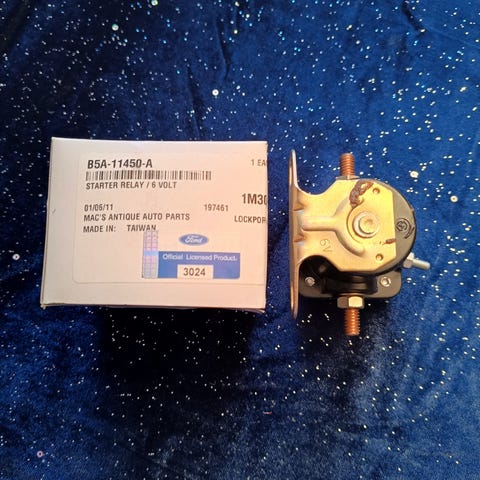 B5A-11450-A
1 EA
STARTER RELAY / 6 VOLT
1M30
01/05/11 197461
MAC'S ANTIQUE AUTO PARTS LOCKPOR
MADE IN: TAIWAN
Ford
Official Licensed Product.
3024
6V